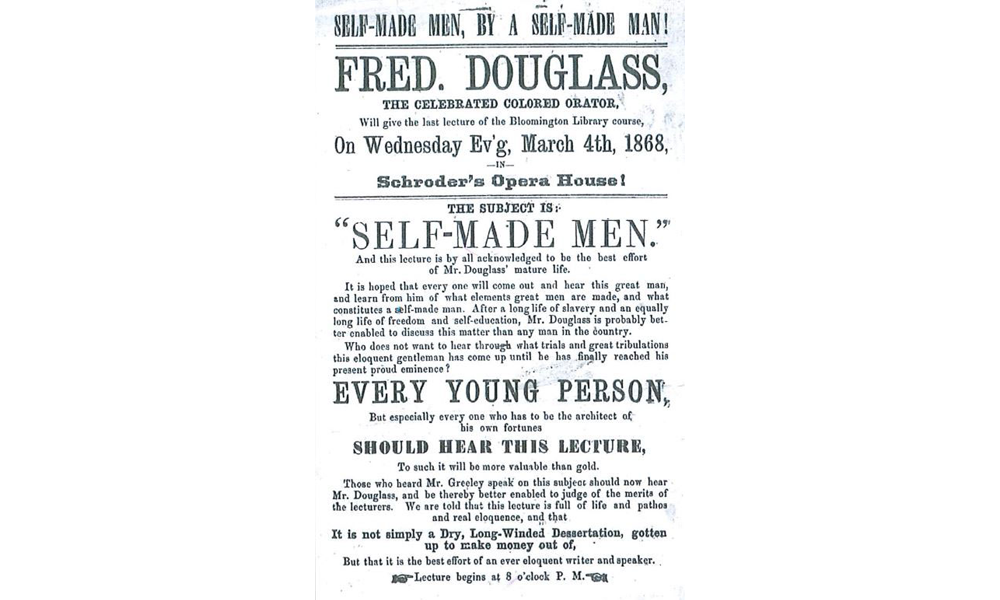 SELF-MADE MEN, BY A SELF-MADE MAN!
FRED. DOUGLASS,
THE CELEBRATED COLORED ORATOR,
Will give the last lecture of the Bloomington Library course,
On Wednesday Ev'g, March 4th, 1868,
—IN—
Schroder's Opera House!
THE SUBJECT IS:-
"SELF-MADE MEN."
And this lecture is by all acknowledged to be the best effort
of Mr. Douglass' mature life.
It is hoped that every one will come out and hear this great man,
and learn from him of what elements great men are made, and what
constitutes a self-made man. After a long life of slavery and an equally
long life of freedom and self-education, Mr. Douglass is probably bet-
ter enabled to discuss this matter than any man in the country.
Who does not want to hear through what trials and great tribulations
this eloquent gentleman has come up until he has finally reached his
present proud eminence?
EVERY YOUNG PERSON,
But especially every one who has to be the architect of
his own fortunes
SHOULD HEAR THIS LECTURE,
To such it will be more valuable than gold.
Those who heard Mr. Greeley speak on this subject should now hear
Mr. Douglass, and be thereby better enabled to judge of the merits of
the lecturers. We are told that this lecture is full of life and pathos
and real eloquence, and that
It is not simply a Dry, Long-Winded Dessertation, gotten
up to make money out of,
But that it is the best effort of an ever eloquent writer and speaker.
Lecture begins at 8 o'clock P. M.